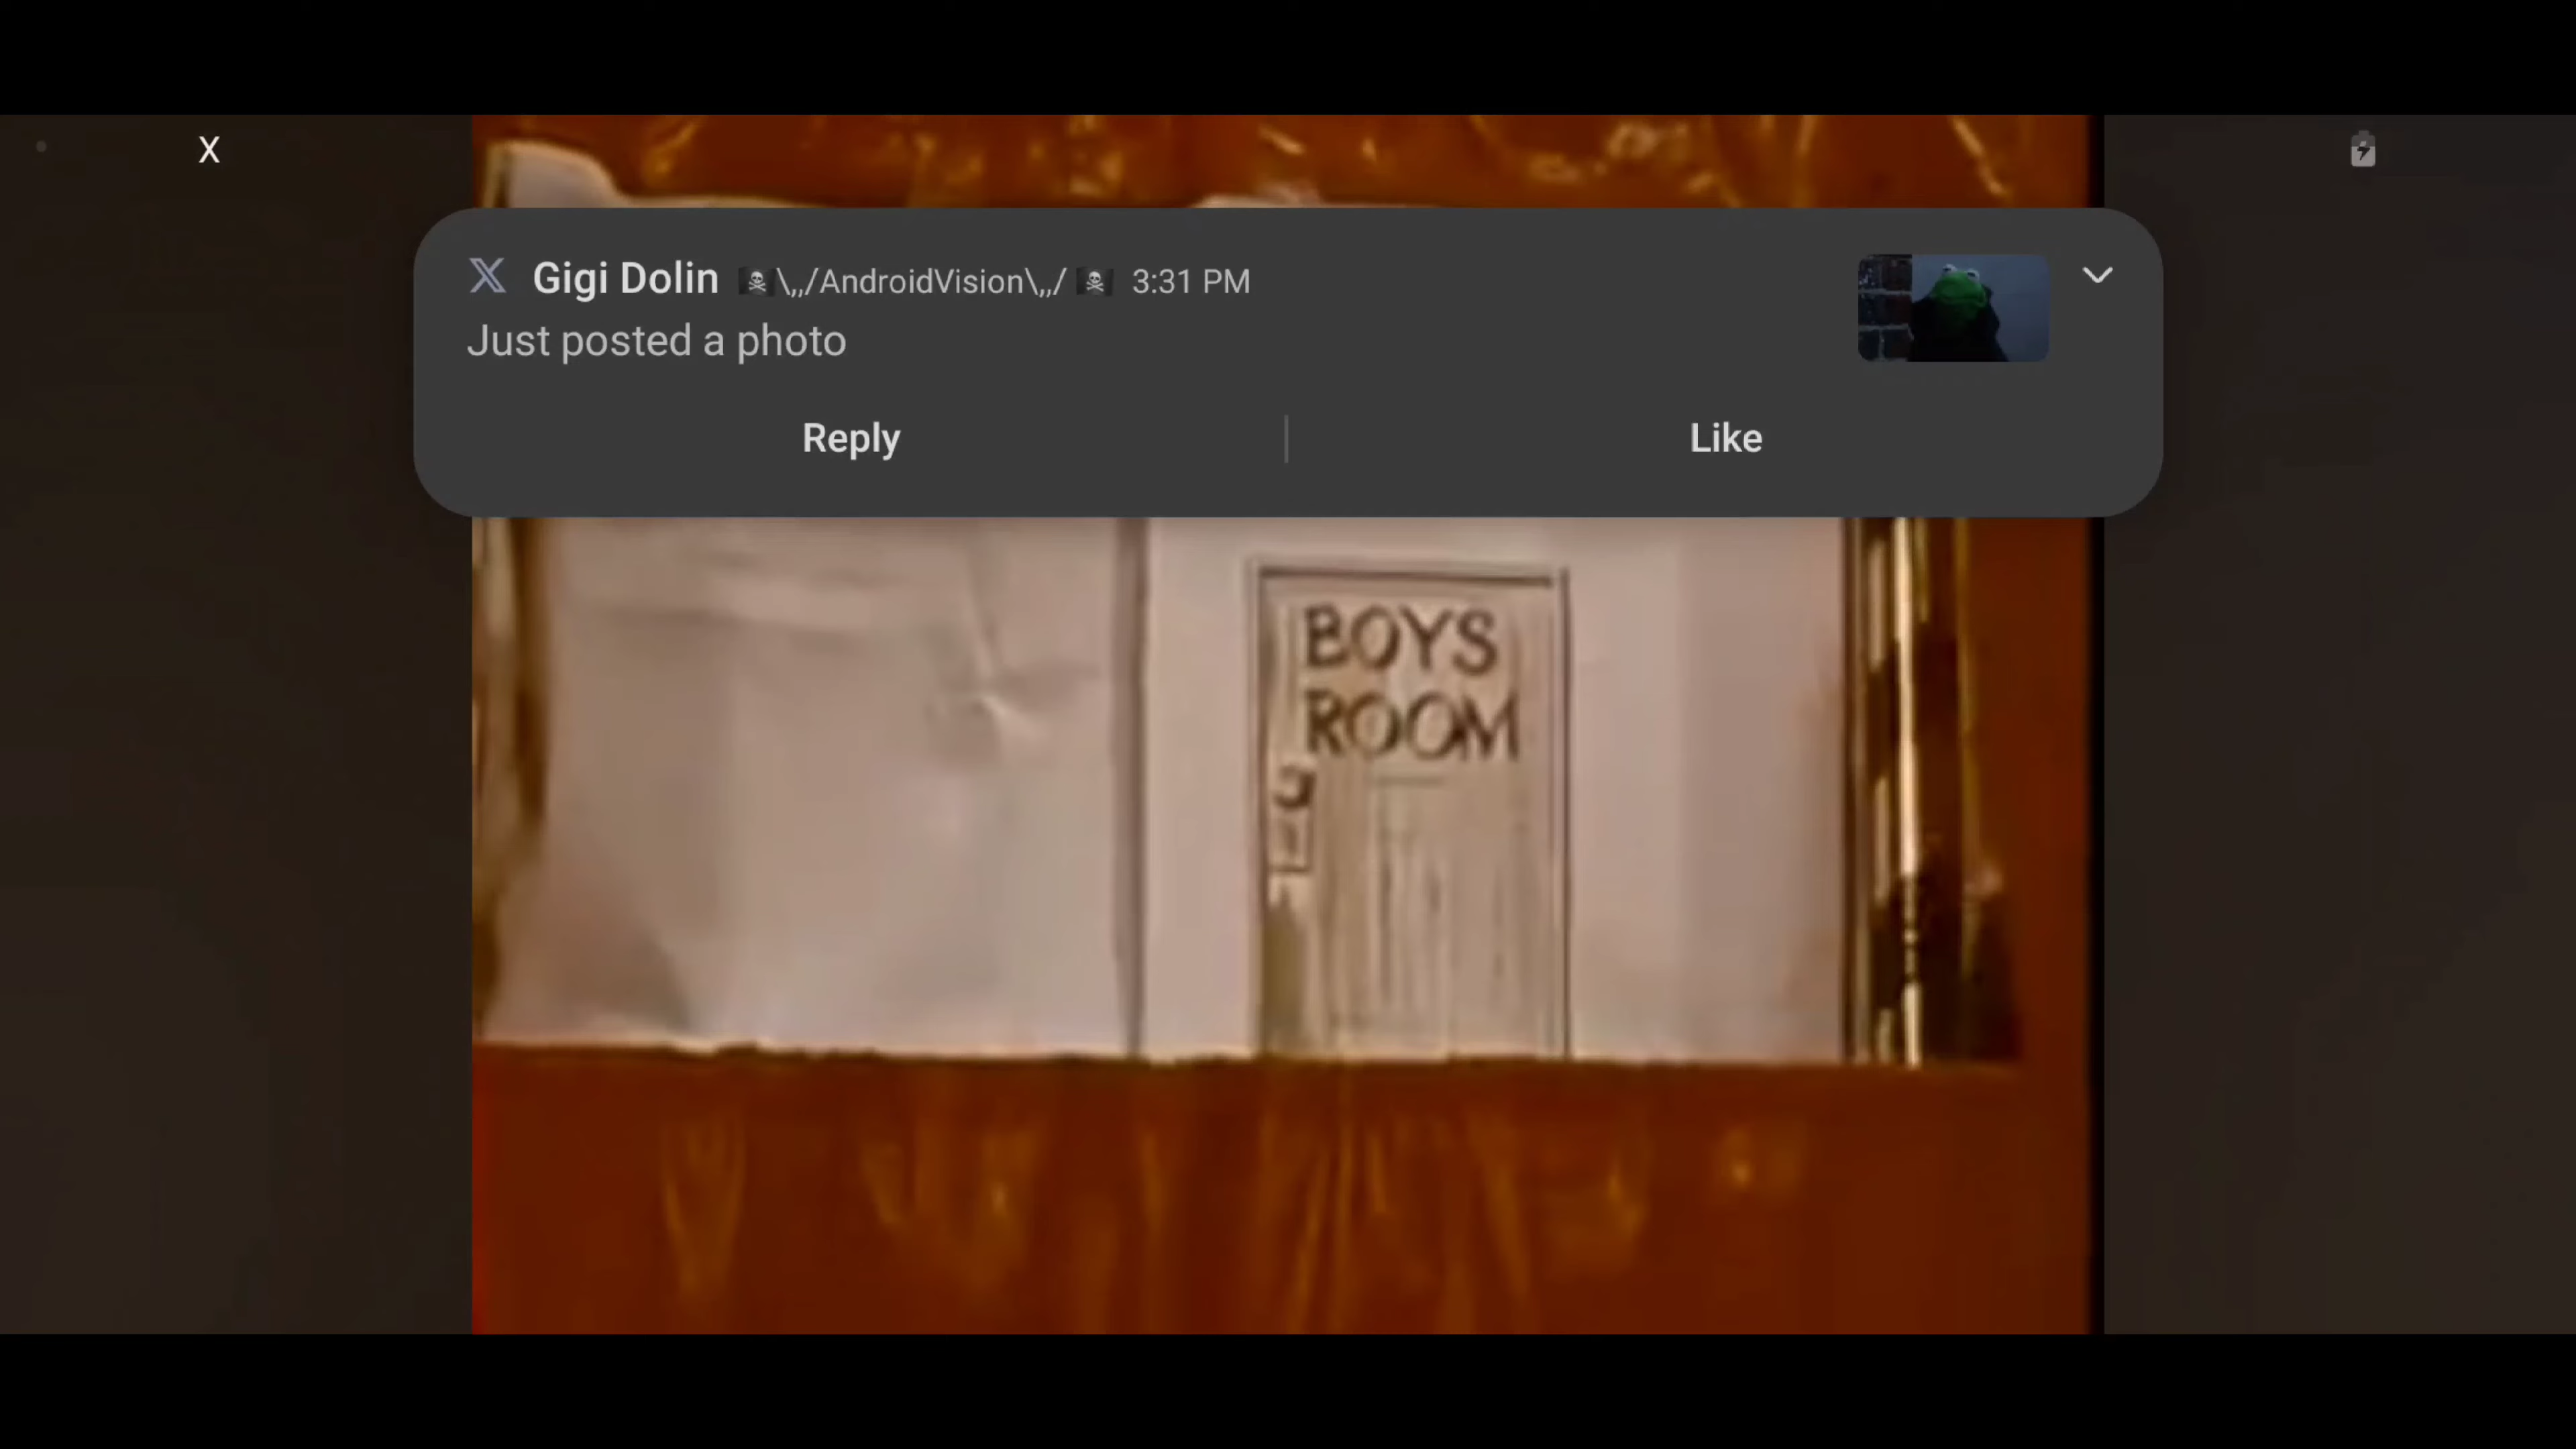 X
Gigi Dolin ☠\,,/AndroidVision\,,/ ☠ 3:31 PM
Just posted a photo
Reply
Like
BOYS
ROOM